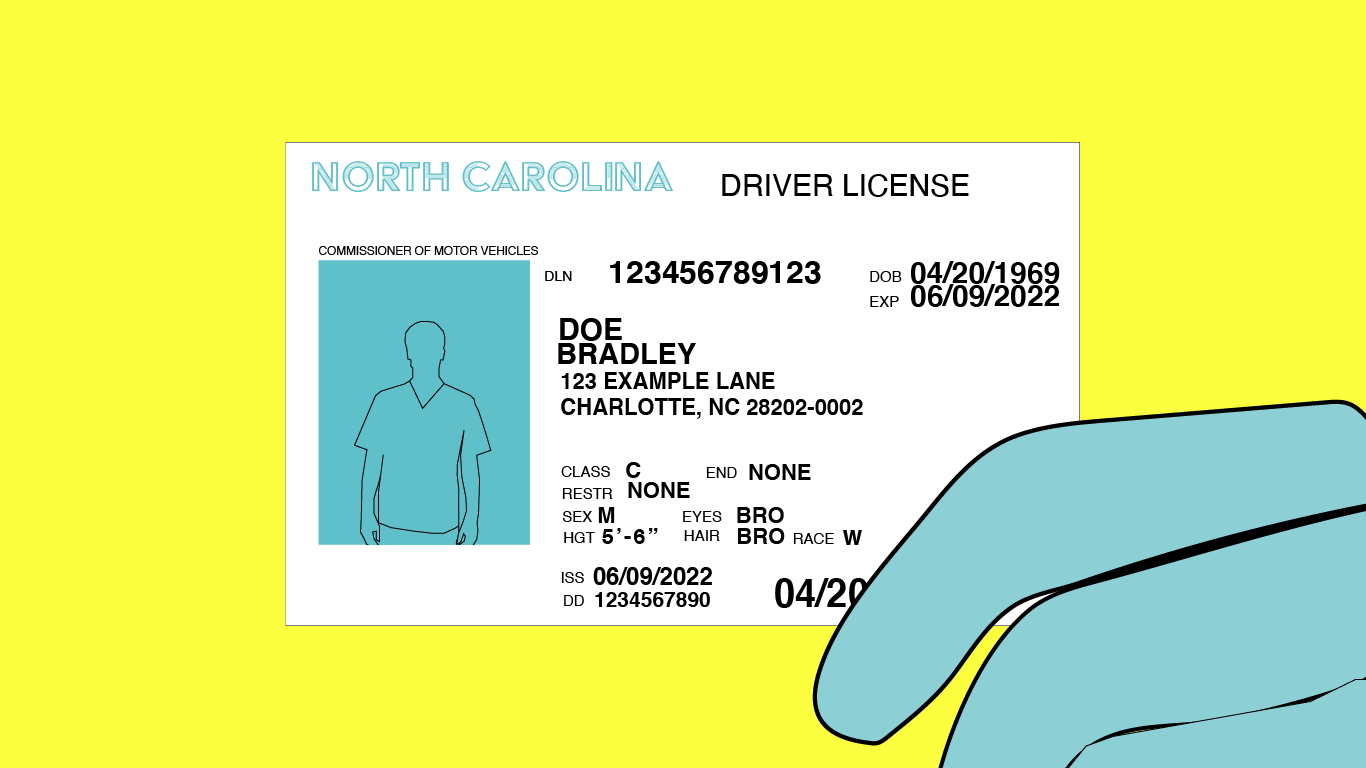 NORTH CAROLINA DRIVER LICENSE
COMMISSIONER OF MOTOR VEHICLES
DLN 123456789123 DOB 04/20/1969
EXP 06/09/2022
DOE
BRADLEY
123 EXAMPLE LANE
CHARLOTTE, NC 28202-0002
CLASS C END NONE
RESTR NONE
SEX M EYES BRO
HGT 5’-6” HAIR BRO RACE W
ISS 06/09/2022 04/20
DD 1234567890